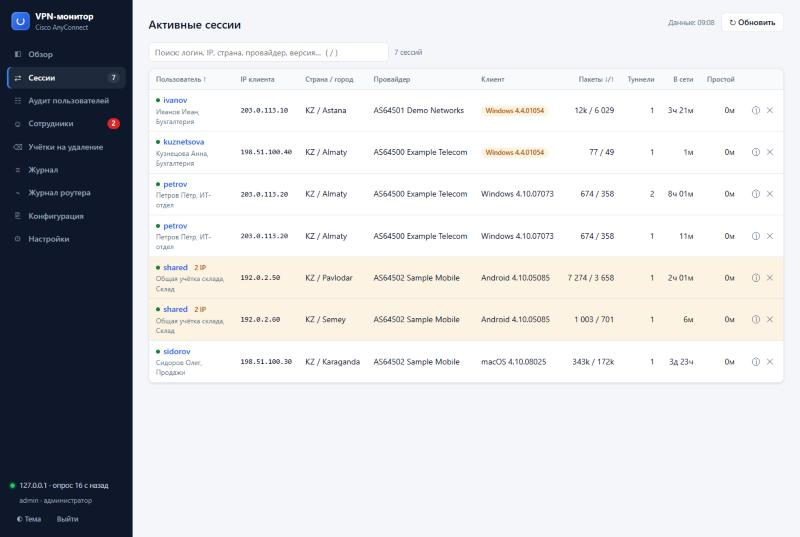 VPN-монитор
Cisco AnyConnect
Обзор
Сессии 7
Аудит пользователей
Сотрудники 2
Учётки на удаление
Журнал
Журнал роутера
Конфигурация
Настройки
127.0.0.1 · опрос 16 с назад
admin · администратор
Тема Выйти
Активные сессии
Данные: 09:08 ↻ Обновить
Поиск: логин, IP, страна, провайдер, версия... ( / ) 7 сессий
Пользователь ↑ IP клиента Страна / город Провайдер Клиент Пакеты ↓/↑ Туннели В сети Простой
ivanov
Иванов Иван,
Бухгалтерия
203.0.113.10 KZ / Astana AS64501 Demo Networks Windows 4.4.01054 12k / 6 029 1 3ч 21м 0м
kuznetsova
Кузнецова Анна,
Бухгалтерия
198.51.100.40 KZ / Almaty AS64500 Example Telecom Windows 4.4.01054 77 / 49 1 1м 0м
petrov
Петров Пётр, ИТ-
отдел
203.0.113.20 KZ / Almaty AS64500 Example Telecom Windows 4.10.07073 674 / 358 2 8ч 01м 0м
petrov
Петров Пётр, ИТ-
отдел
203.0.113.20 KZ / Almaty AS64500 Example Telecom Windows 4.10.07073 674 / 358 1 11м 0м
shared 2 IP
Общая учётка склада,
Склад
192.0.2.50 KZ / Pavlodar AS64502 Sample Mobile Android 4.10.05085 7 274 / 3 658 1 2ч 01м 0м
shared 2 IP
Общая учётка склада,
Склад
192.0.2.60 KZ / Semey AS64502 Sample Mobile Android 4.10.05085 1 003 / 701 1 6м 0м
sidorov
Сидоров Олег,
Продажи
198.51.100.30 KZ / Karaganda AS64502 Sample Mobile macOS 4.10.08025 343k / 172k 1 3д 23ч 0м